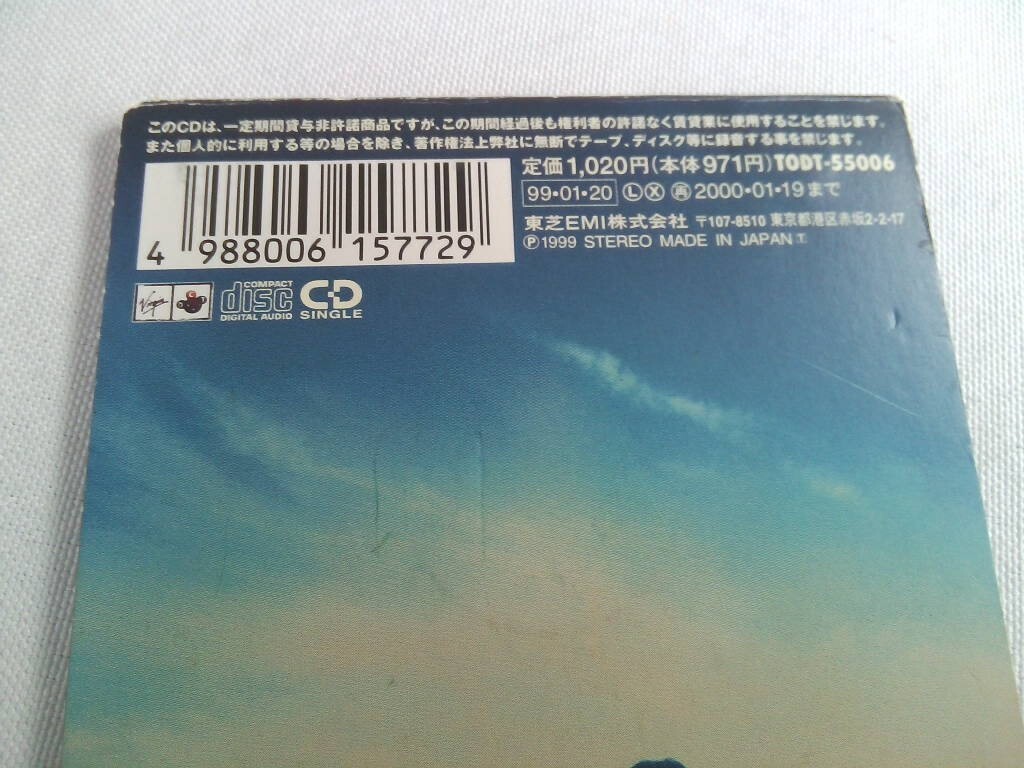 このCDは、一定期間貸与非許諾商品ですが、この期間経過後も権利者の許諾なく賃貸業に使用することを禁じます。
また個人的に利用する等の場合を除き、著作権法上弊社に無断でテープ、ディスク等に録音する事を禁じます。
定価1,020円(本体971円)TODT-55006
99・01・20 Ⓛ Ⓧ ㊐ 2000・01・19まで
東芝EMI株式会社 〒107-8510 東京都港区赤坂2-2-17
Ⓟ1999 STEREO MADE IN JAPAN T
4 988006 157729
Virgin
COMPACT disc DIGITAL AUDIO
CD SINGLE